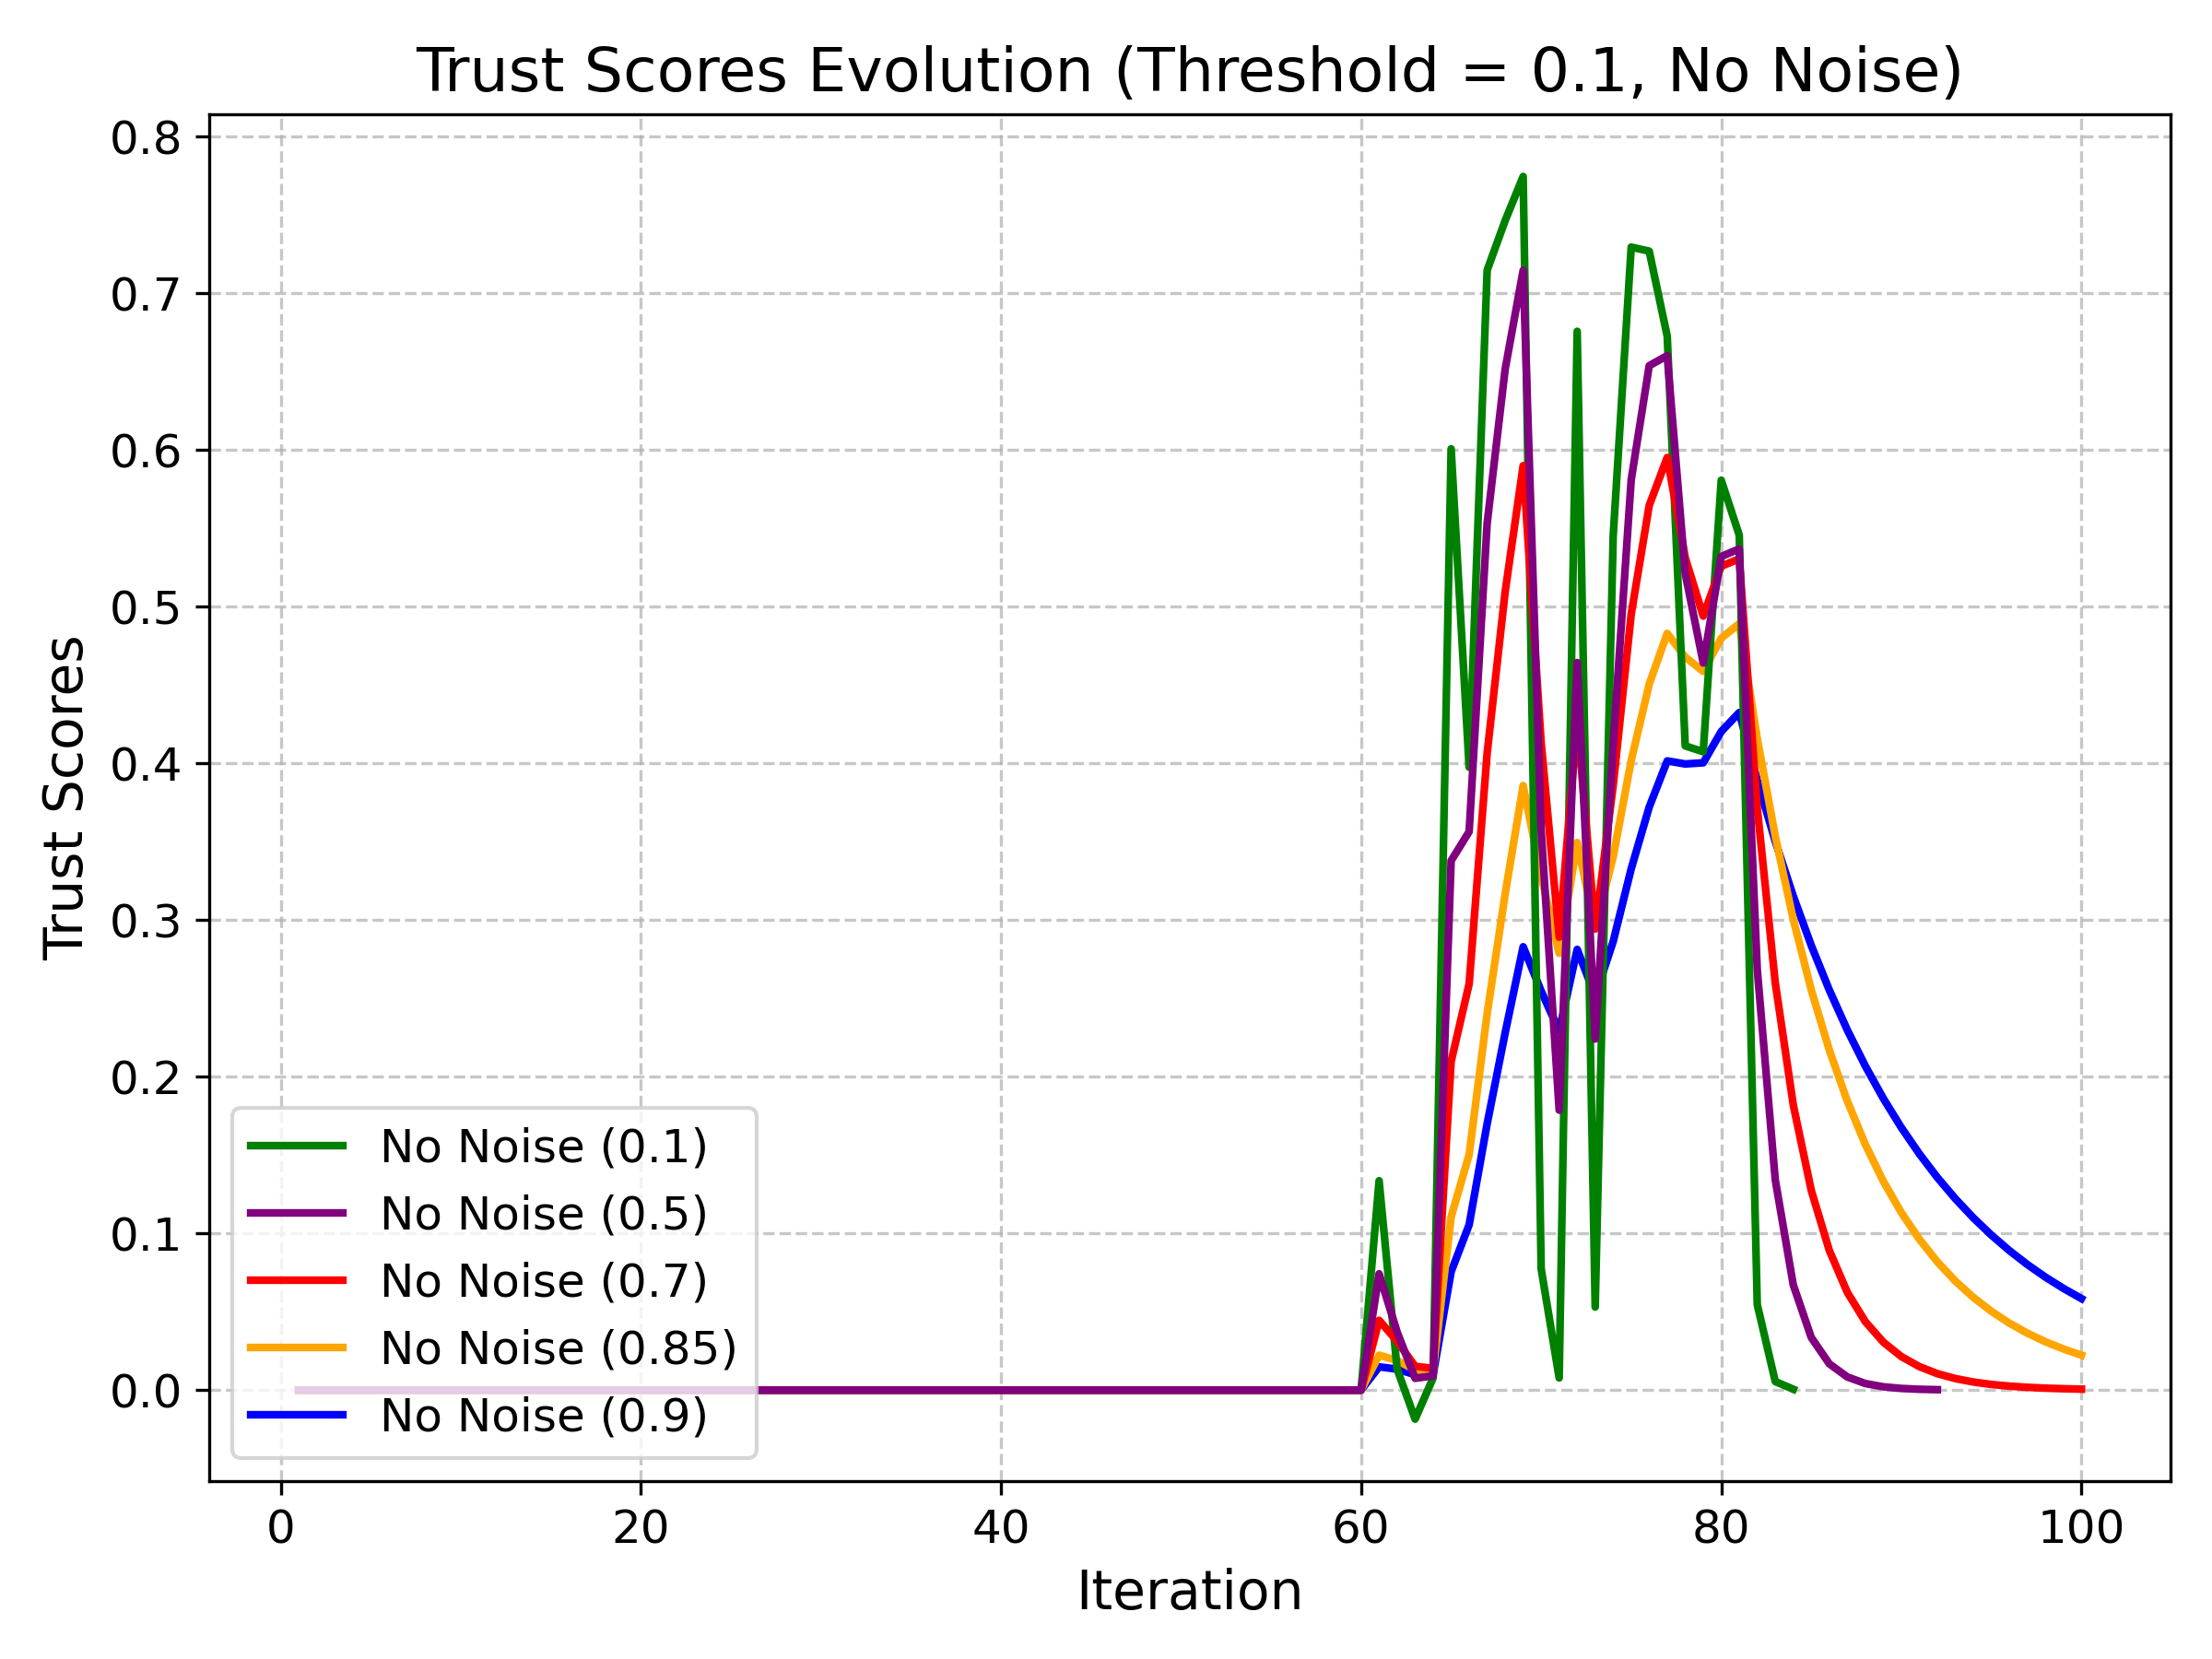 Trust Scores Evolution (Threshold = 0.1, No Noise)
0.8
0.7
0.6
0.5
0.4
0.3
0.2
0.1
0.0
Trust Scores
No Noise (0.1)
No Noise (0.5)
No Noise (0.7)
No Noise (0.85)
No Noise (0.9)
0 20 40 60 80 100
Iteration